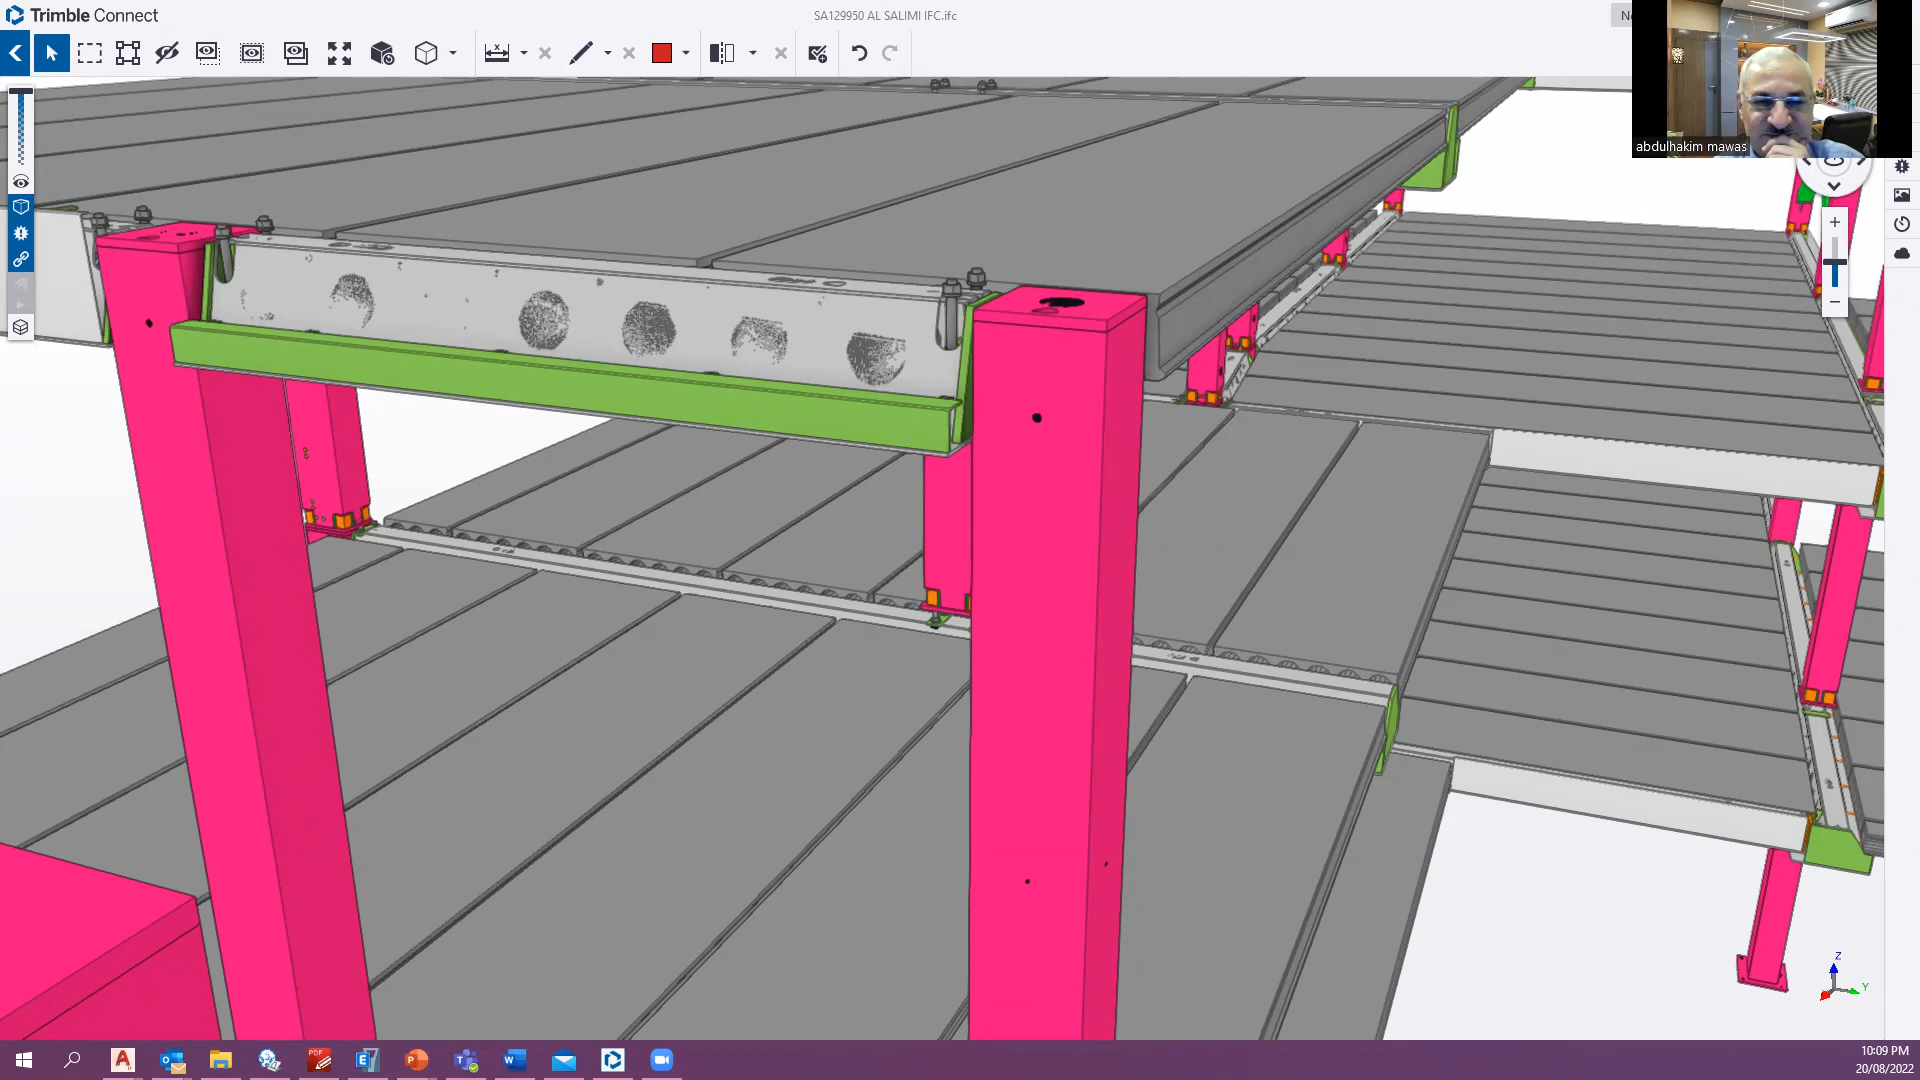 Trimble Connect
SA129950 AL SALIMI IFC.ifc
abdulhakim mawas
Z
Y
10:09 PM
20/08/2022